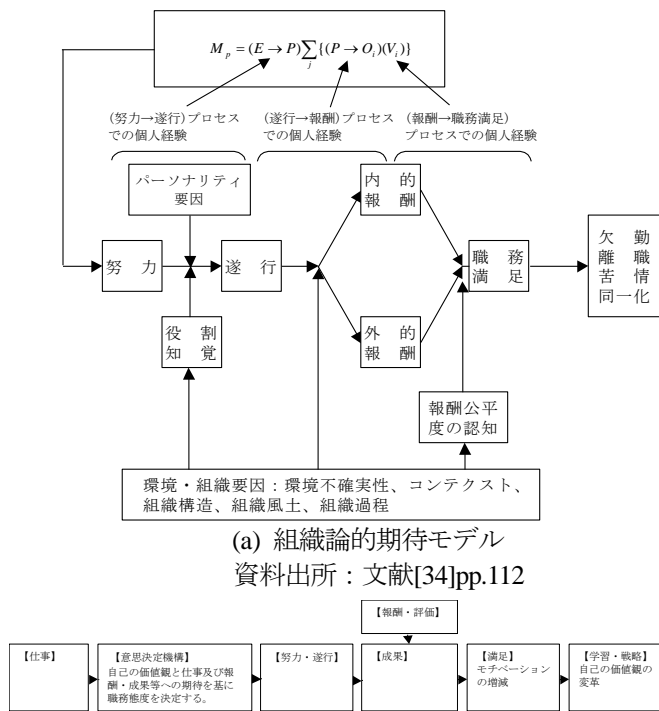 M_p = (E → P)∑_j{(P → O_i)(V_i)}
(努力→遂行)プロセス
での個人経験
(遂行→報酬)プロセス
での個人経験
(報酬→職務満足)
プロセスでの個人経験
パーソナリティ
要因
内 的
報 酬
努 力
遂 行
職 務
満 足
欠 勤
離 職
苦 情
同一化
役 割
知 覚
外 的
報 酬
報酬公平
度の認知
環境・組織要因：環境不確実性、コンテクスト、
組織構造、組織風土、組織過程
(a) 組織論的期待モデル
資料出所：文献[34]pp.112
【報酬・評価】
【仕事】
【意思決定機構】
自己の価値観と仕事及び報
酬・成果等への期待を基に
職務態度を決定する。
【努力・遂行】
【成果】
【満足】
モチベーション
の増減
【学習・戦略】
自己の価値観の
変革